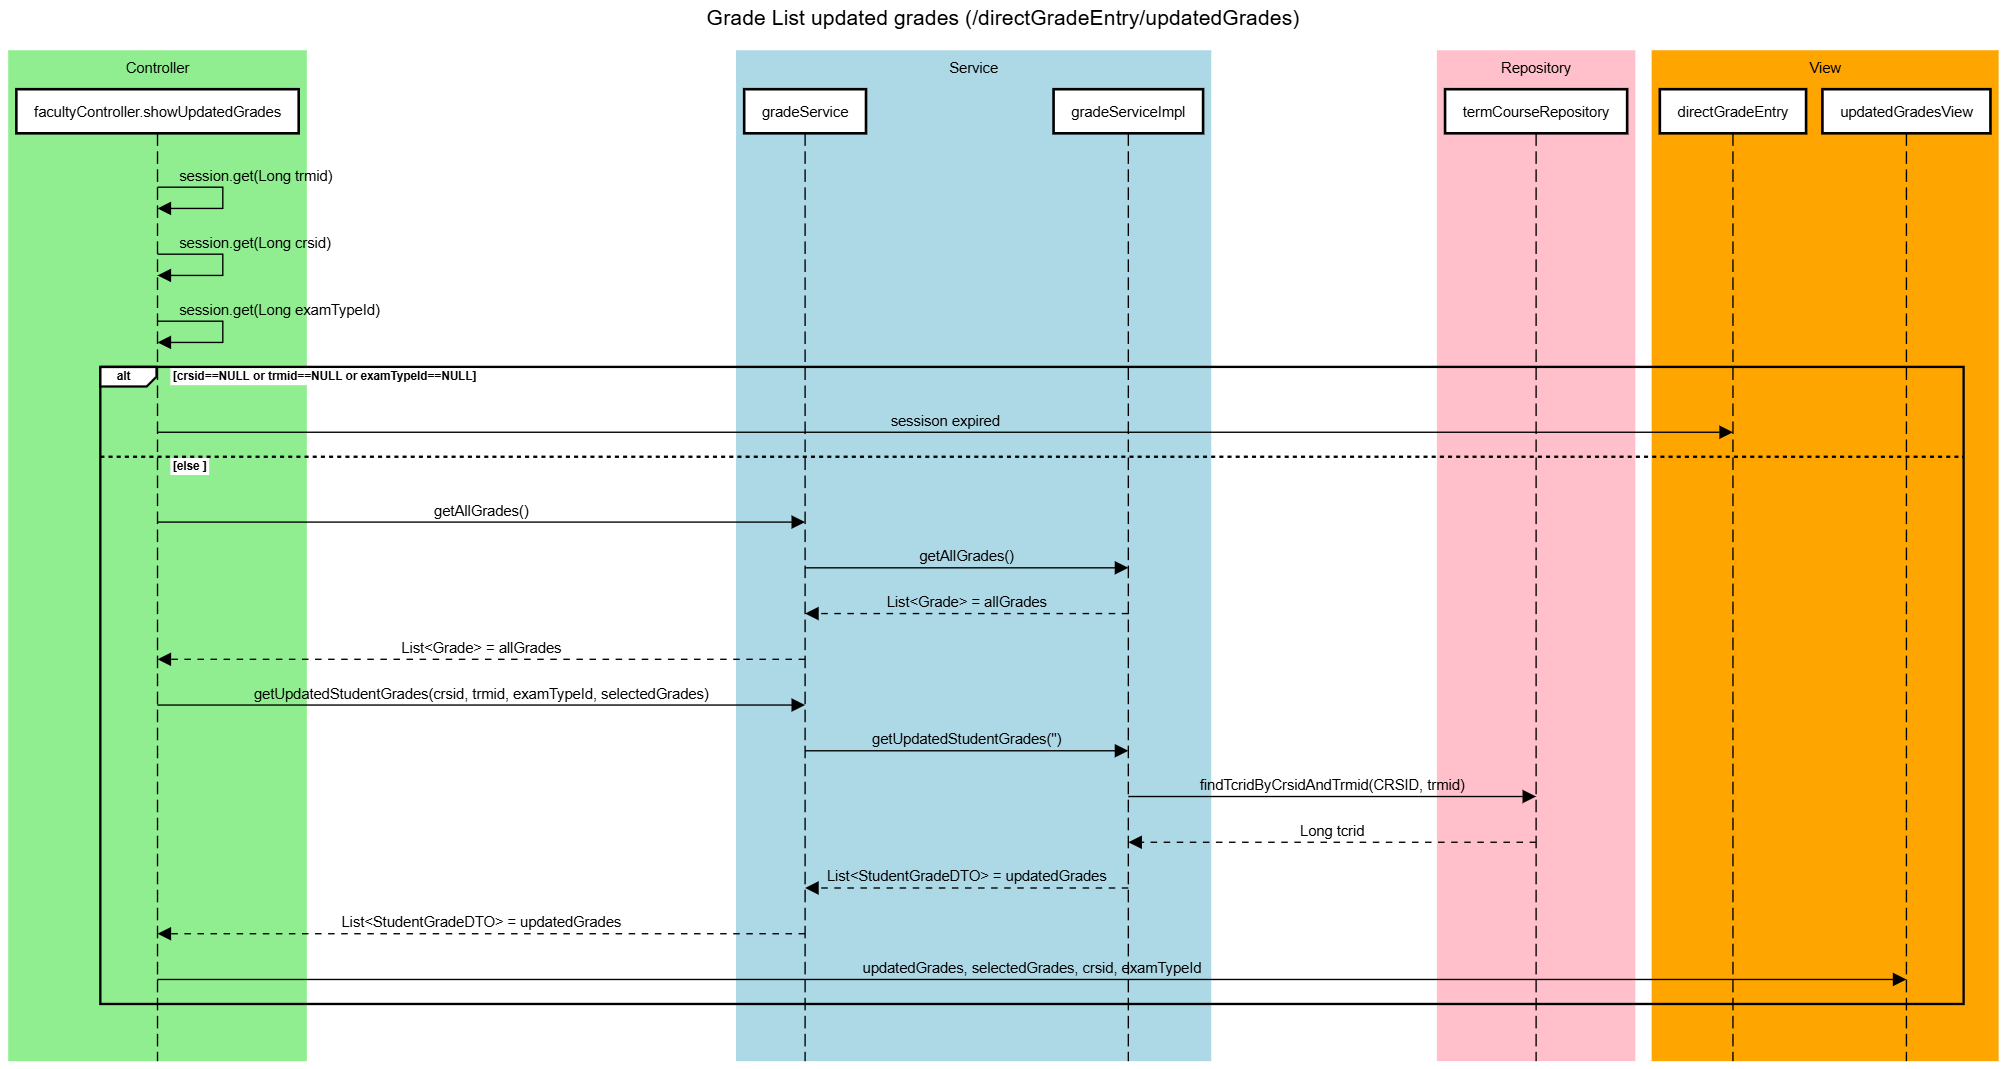 Grade List updated grades (/directGradeEntry/updatedGrades)
Controller
Service
Repository
View
facultyController.showUpdatedGrades
gradeService
gradeServiceImpl
termCourseRepository
directGradeEntry
updatedGradesView
session.get(Long trmid)
session.get(Long crsid)
session.get(Long examTypeId)
alt
[crsid==NULL or trmid==NULL or examTypeId==NULL]
sessison expired
[else ]
getAllGrades()
getAllGrades()
List<Grade> = allGrades
List<Grade> = allGrades
getUpdatedStudentGrades(crsid, trmid, examTypeId, selectedGrades)
getUpdatedStudentGrades(")
findTcridByCrsidAndTrmid(CRSID, trmid)
Long tcrid
List<StudentGradeDTO> = updatedGrades
List<StudentGradeDTO> = updatedGrades
updatedGrades, selectedGrades, crsid, examTypeId